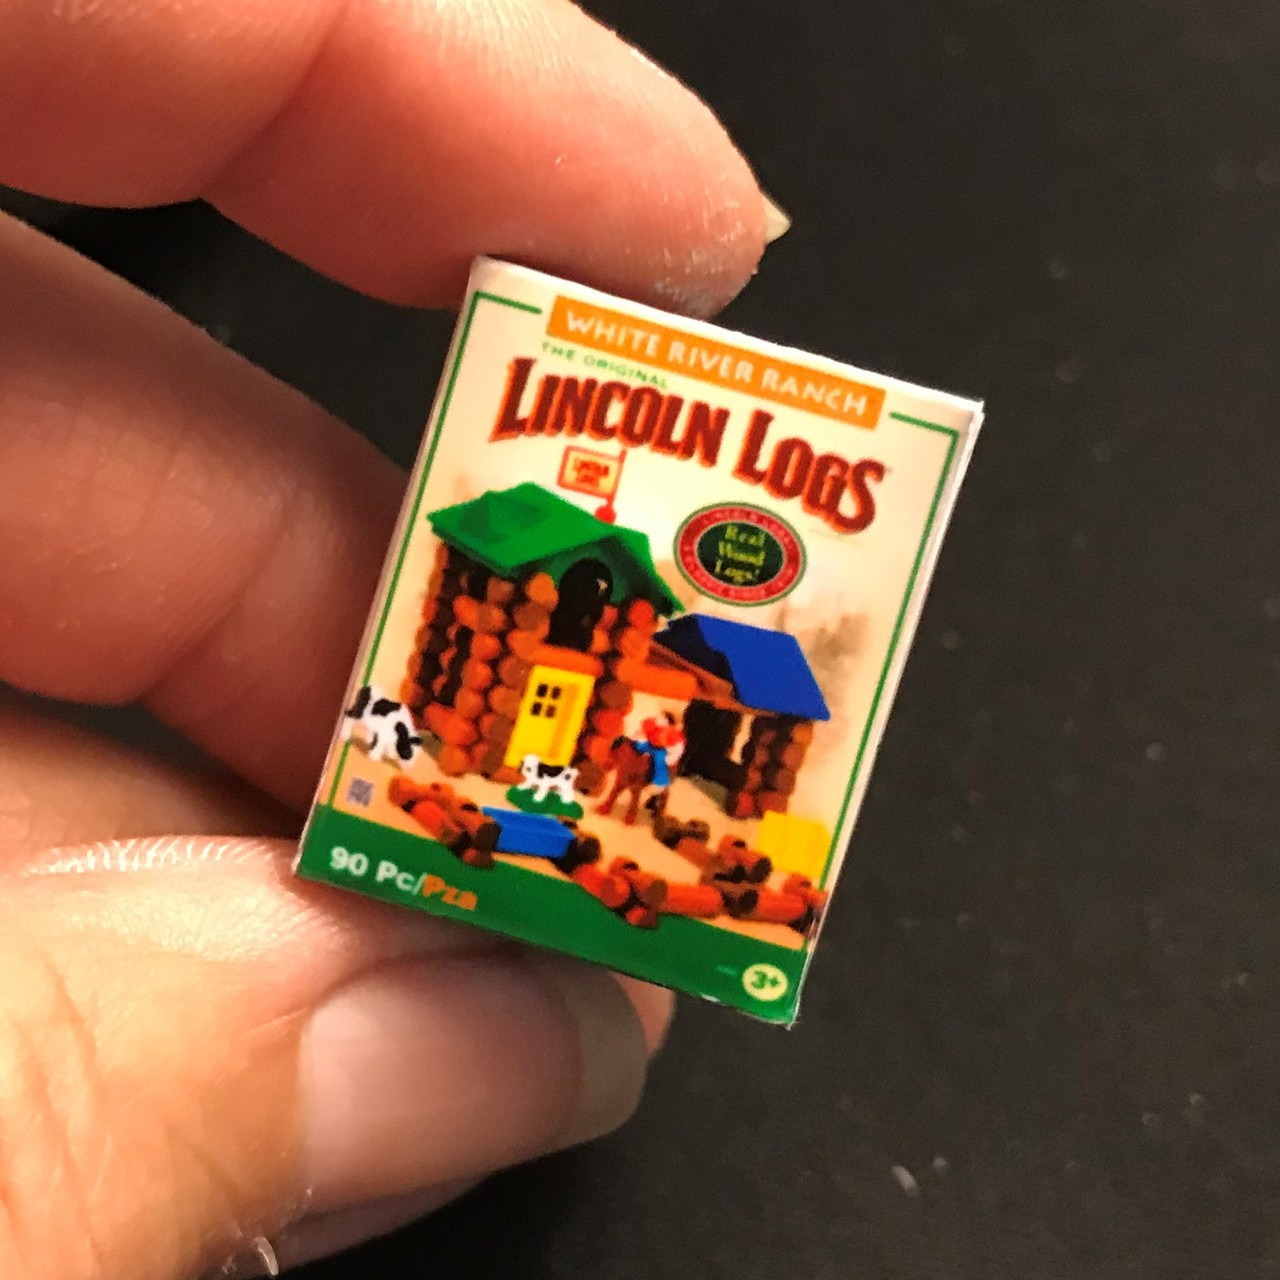 WHITE RIVER RANCH
THE ORIGINAL
LINCOLN LOGS
Real
Wood
Logs!
90 Pc/Pza
3+